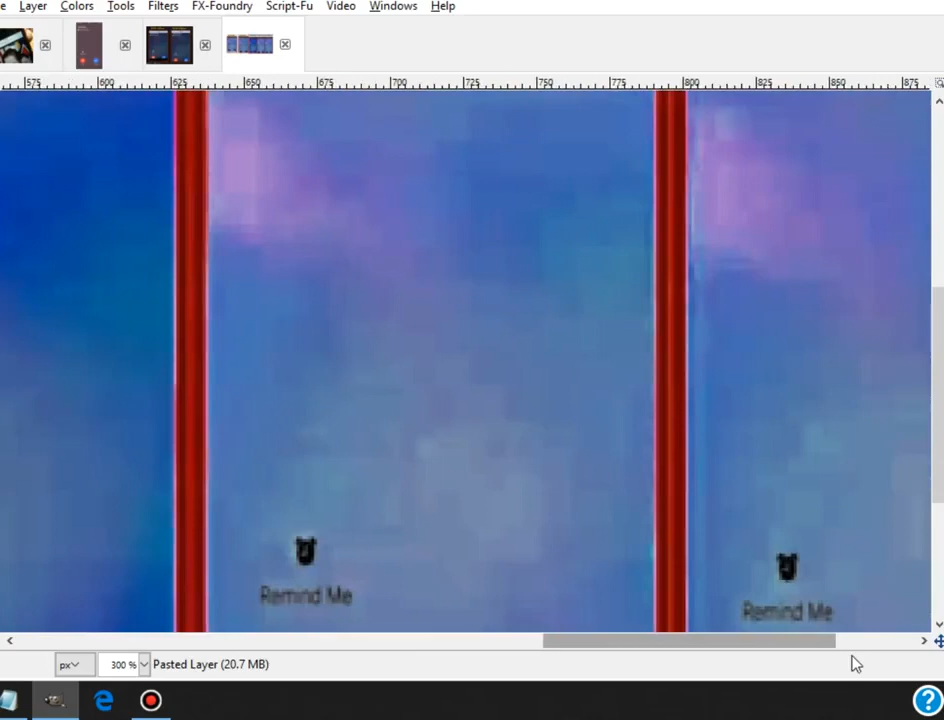 Layer Colors Tools Filters FX-Foundry Script-Fu Video Windows Help
575 600 625 650 675 700 725 750 775 800 825 850 875
Remind Me
Remind Me
px 300 % Pasted Layer (20.7 MB)